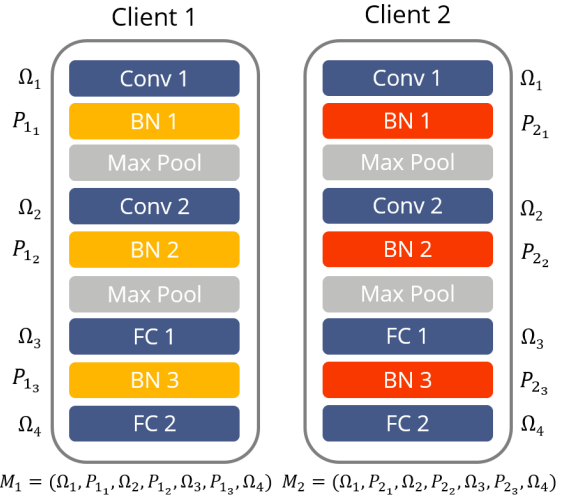 Client 1 Client 2
Ω₁ Conv 1 Conv 1 Ω₁
P₁₁ BN 1 BN 1 P₂₁
Max Pool Max Pool
Ω₂ Conv 2 Conv 2 Ω₂
P₁₂ BN 2 BN 2 P₂₂
Max Pool Max Pool
Ω₃ FC 1 FC 1 Ω₃
P₁₃ BN 3 BN 3 P₂₃
Ω₄ FC 2 FC 2 Ω₄
M₁ = (Ω₁, P₁₁, Ω₂, P₁₂, Ω₃, P₁₃, Ω₄) M₂ = (Ω₁, P₂₁, Ω₂, P₂₂, Ω₃, P₂₃, Ω₄)